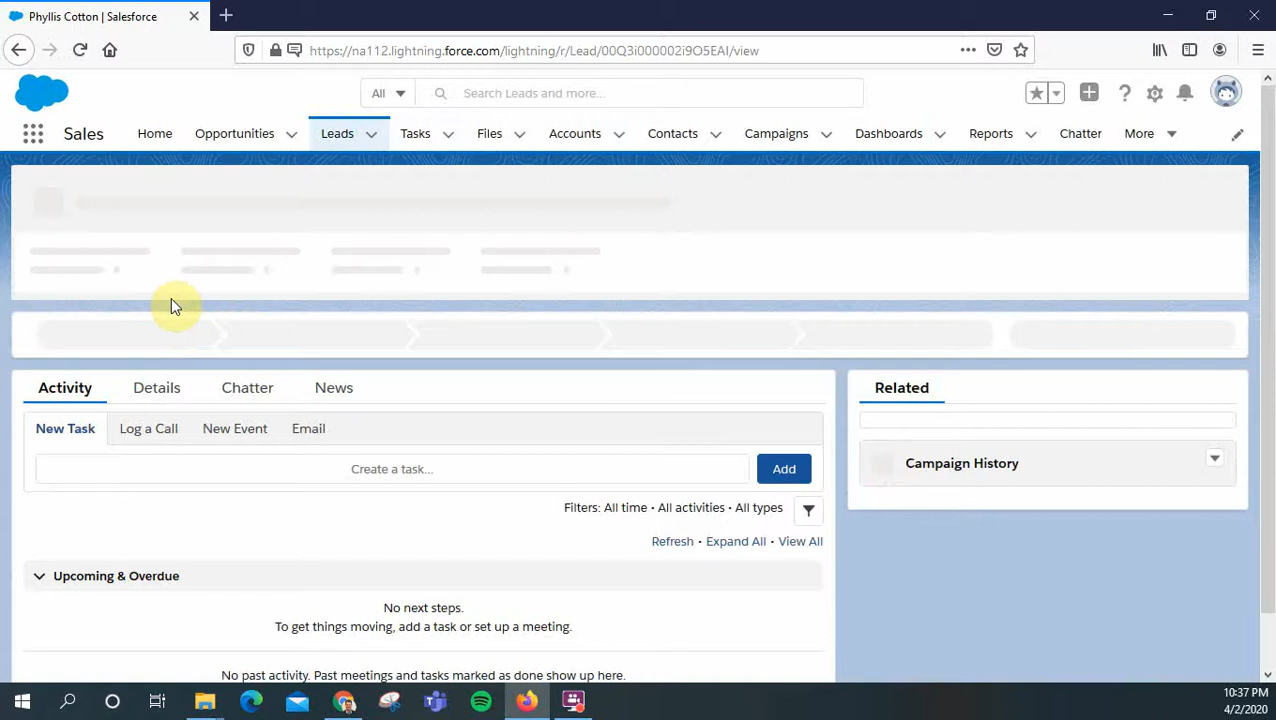 Phyllis Cotton | Salesforce
https://na112.lightning.force.com/lightning/r/Lead/00Q3i000002i9O5EAI/view
All
Search Leads and more...
Sales
Home
Opportunities
Leads
Tasks
Files
Accounts
Contacts
Campaigns
Dashboards
Reports
Chatter
More
Activity
Details
Chatter
News
Related
New Task
Log a Call
New Event
Email
Create a task...
Add
Campaign History
Filters: All time • All activities • All types
Refresh • Expand All • View All
Upcoming & Overdue
No next steps.
To get things moving, add a task or set up a meeting.
No past activity. Past meetings and tasks marked as done show up here.
10:37 PM
4/2/2020